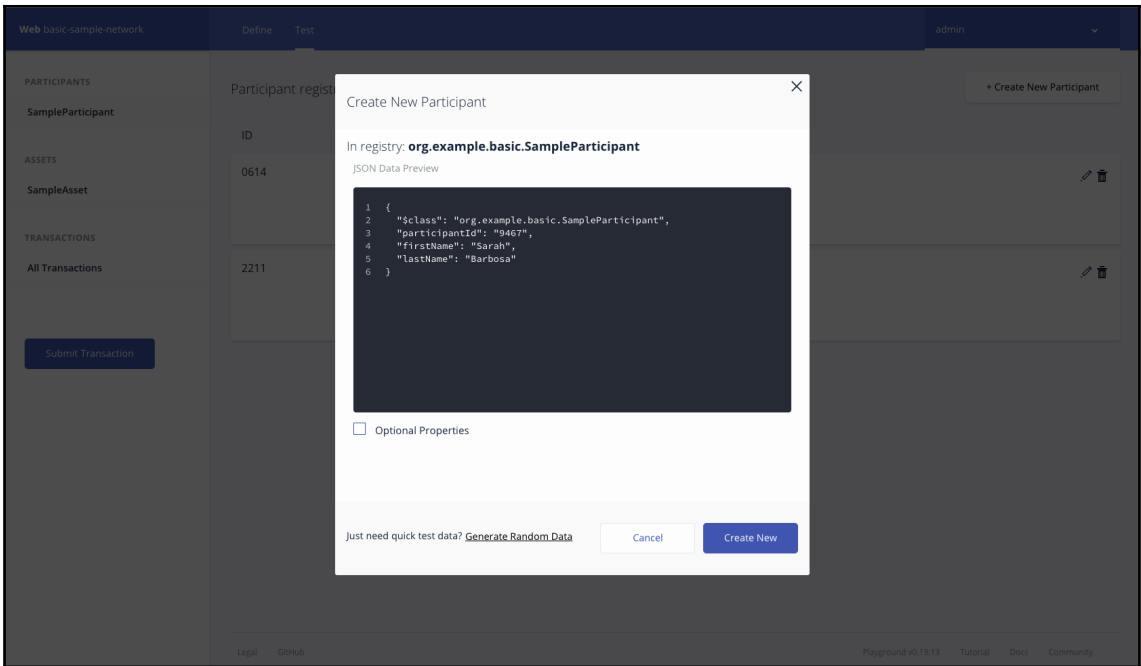 Web basic-sample-network
Define
Test
admin
PARTICIPANTS
SampleParticipant
ASSETS
SampleAsset
TRANSACTIONS
All Transactions
Submit Transaction
Participant regist
+ Create New Participant
ID
0614
2211
Create New Participant
In registry: org.example.basic.SampleParticipant
JSON Data Preview
1 {
2 "$class": "org.example.basic.SampleParticipant",
3 "participantId": "9467",
4 "firstName": "Sarah",
5 "lastName": "Barbosa"
6 }
Optional Properties
Just need quick test data? Generate Random Data
Cancel
Create New
Legal GitHub
Playground v0.19.13 Tutorial Docs Community